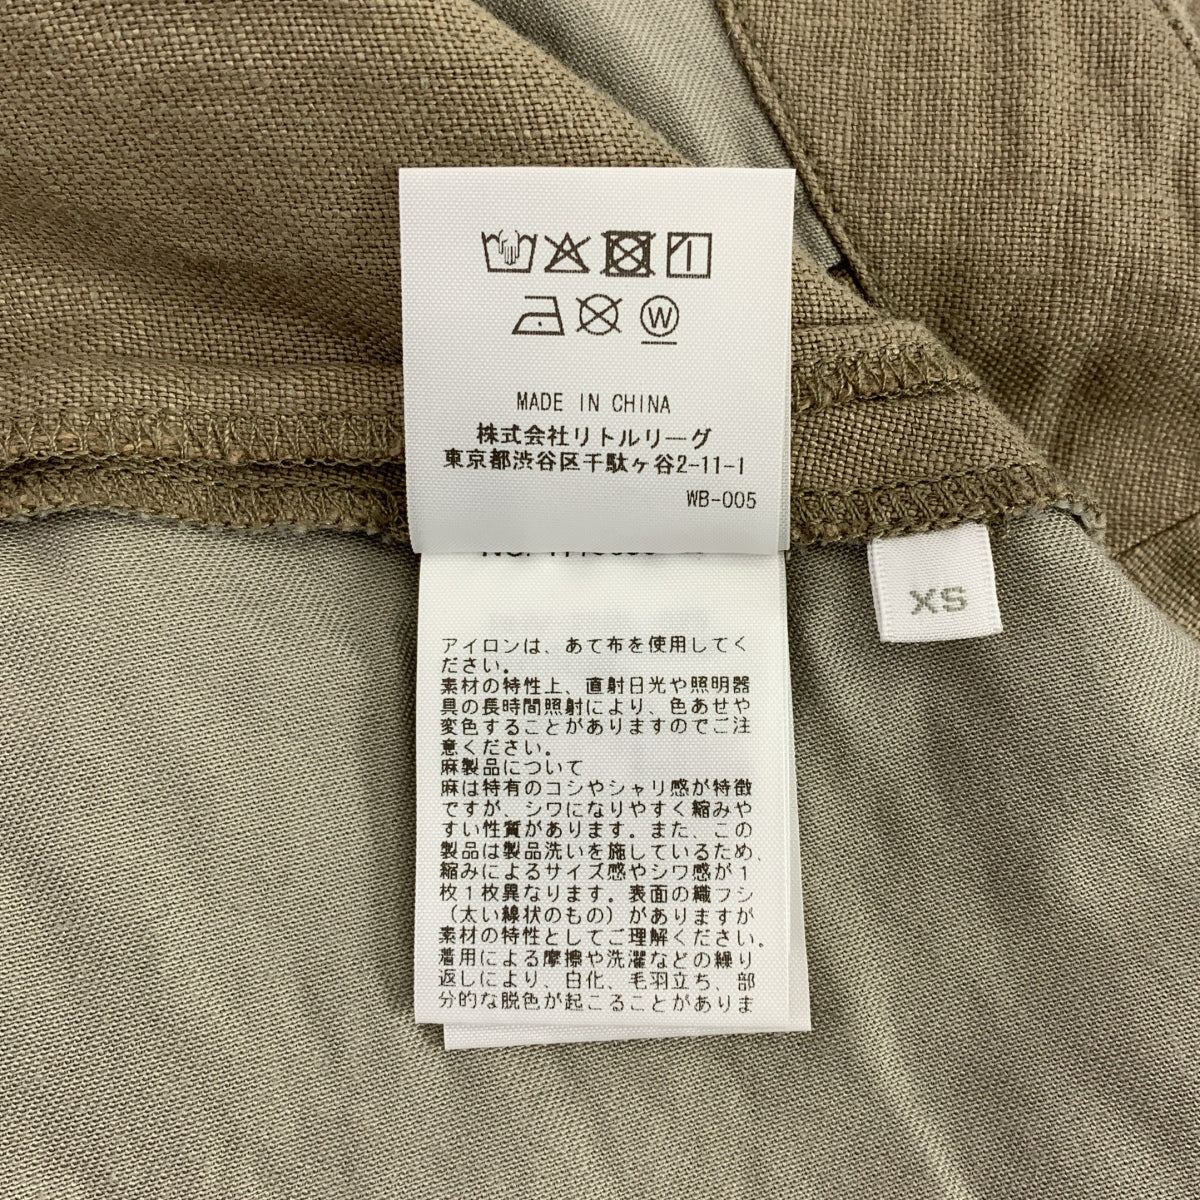 W
MADE IN CHINA
株式会社リトルリーグ
東京都渋谷区千駄ヶ谷2-11-1
WB-005
XS
アイロンは、あて布を使用してく
ださい。
素材の特性上、直射日光や照明器
具の長時間照射により、色あせや
変色することがありますのでご注
意ください。
麻製品について
麻は特有のコシやシャリ感が特徴
ですが、シワになりやすく縮みや
すい性質があります。また、この
製品は製品洗いを施しているため、
縮みによるサイズ感やシワ感が1
枚1枚異なります。表面の織フシ
（太い線状のもの）がありますが
素材の特性としてご理解ください。
着用による摩擦や洗濯などの繰り
返しにより、白化、毛羽立ち、部
分的な脱色が起こることがありま